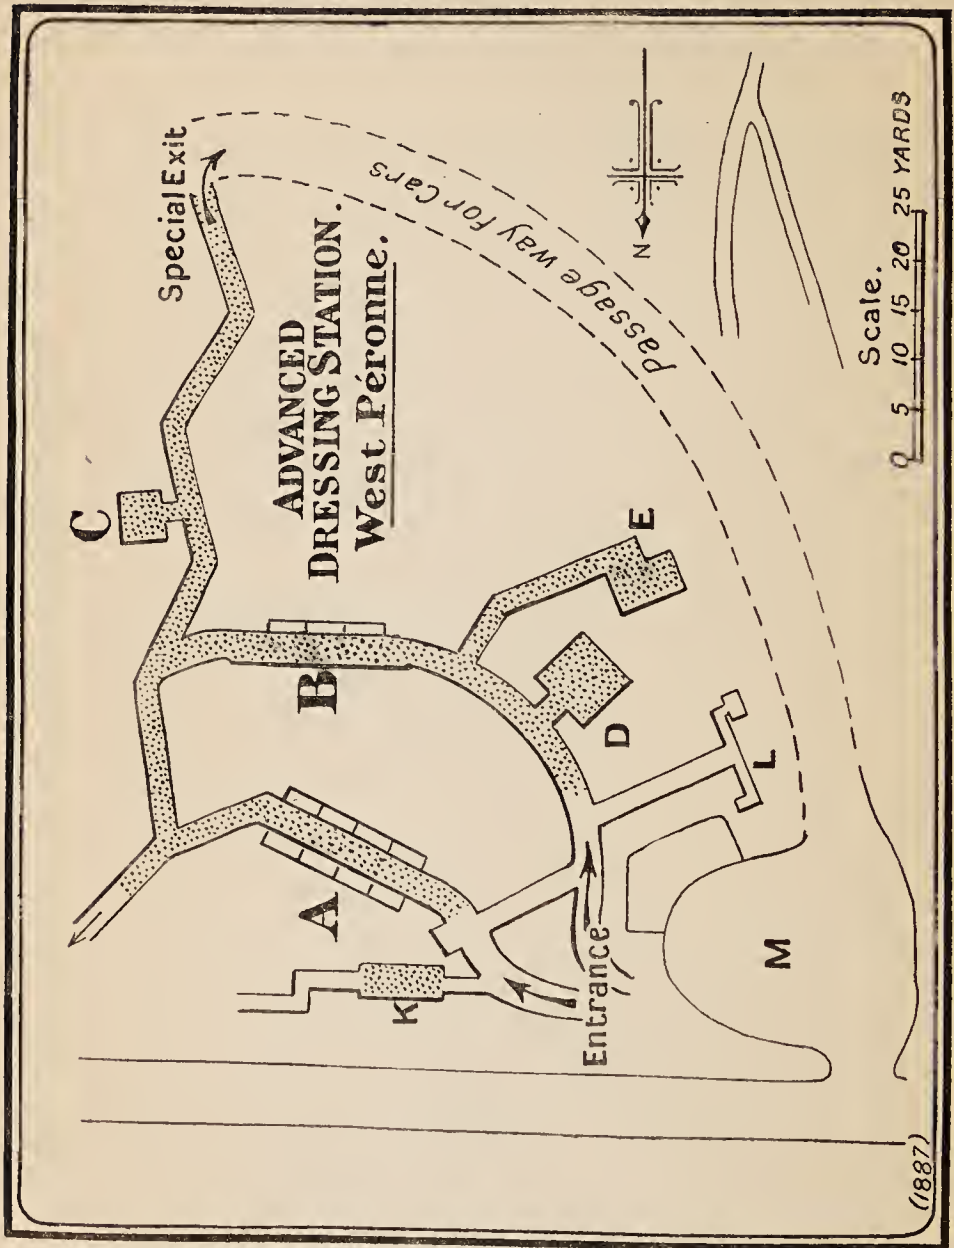 ADVANCED
DRESSING STATION.
West Péronne.
Special Exit
Passage way for Cars
N
C
B
A
E
D
L
K
M
Entrance
Scale.
0 5 10 15 20 25 YARDS
(1887)